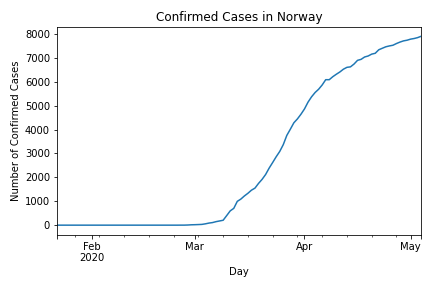 Confirmed Cases in Norway
8000
7000
6000
5000
4000
3000
2000
1000
0
Number of Confirmed Cases
Feb
2020
Mar
Apr
May
Day